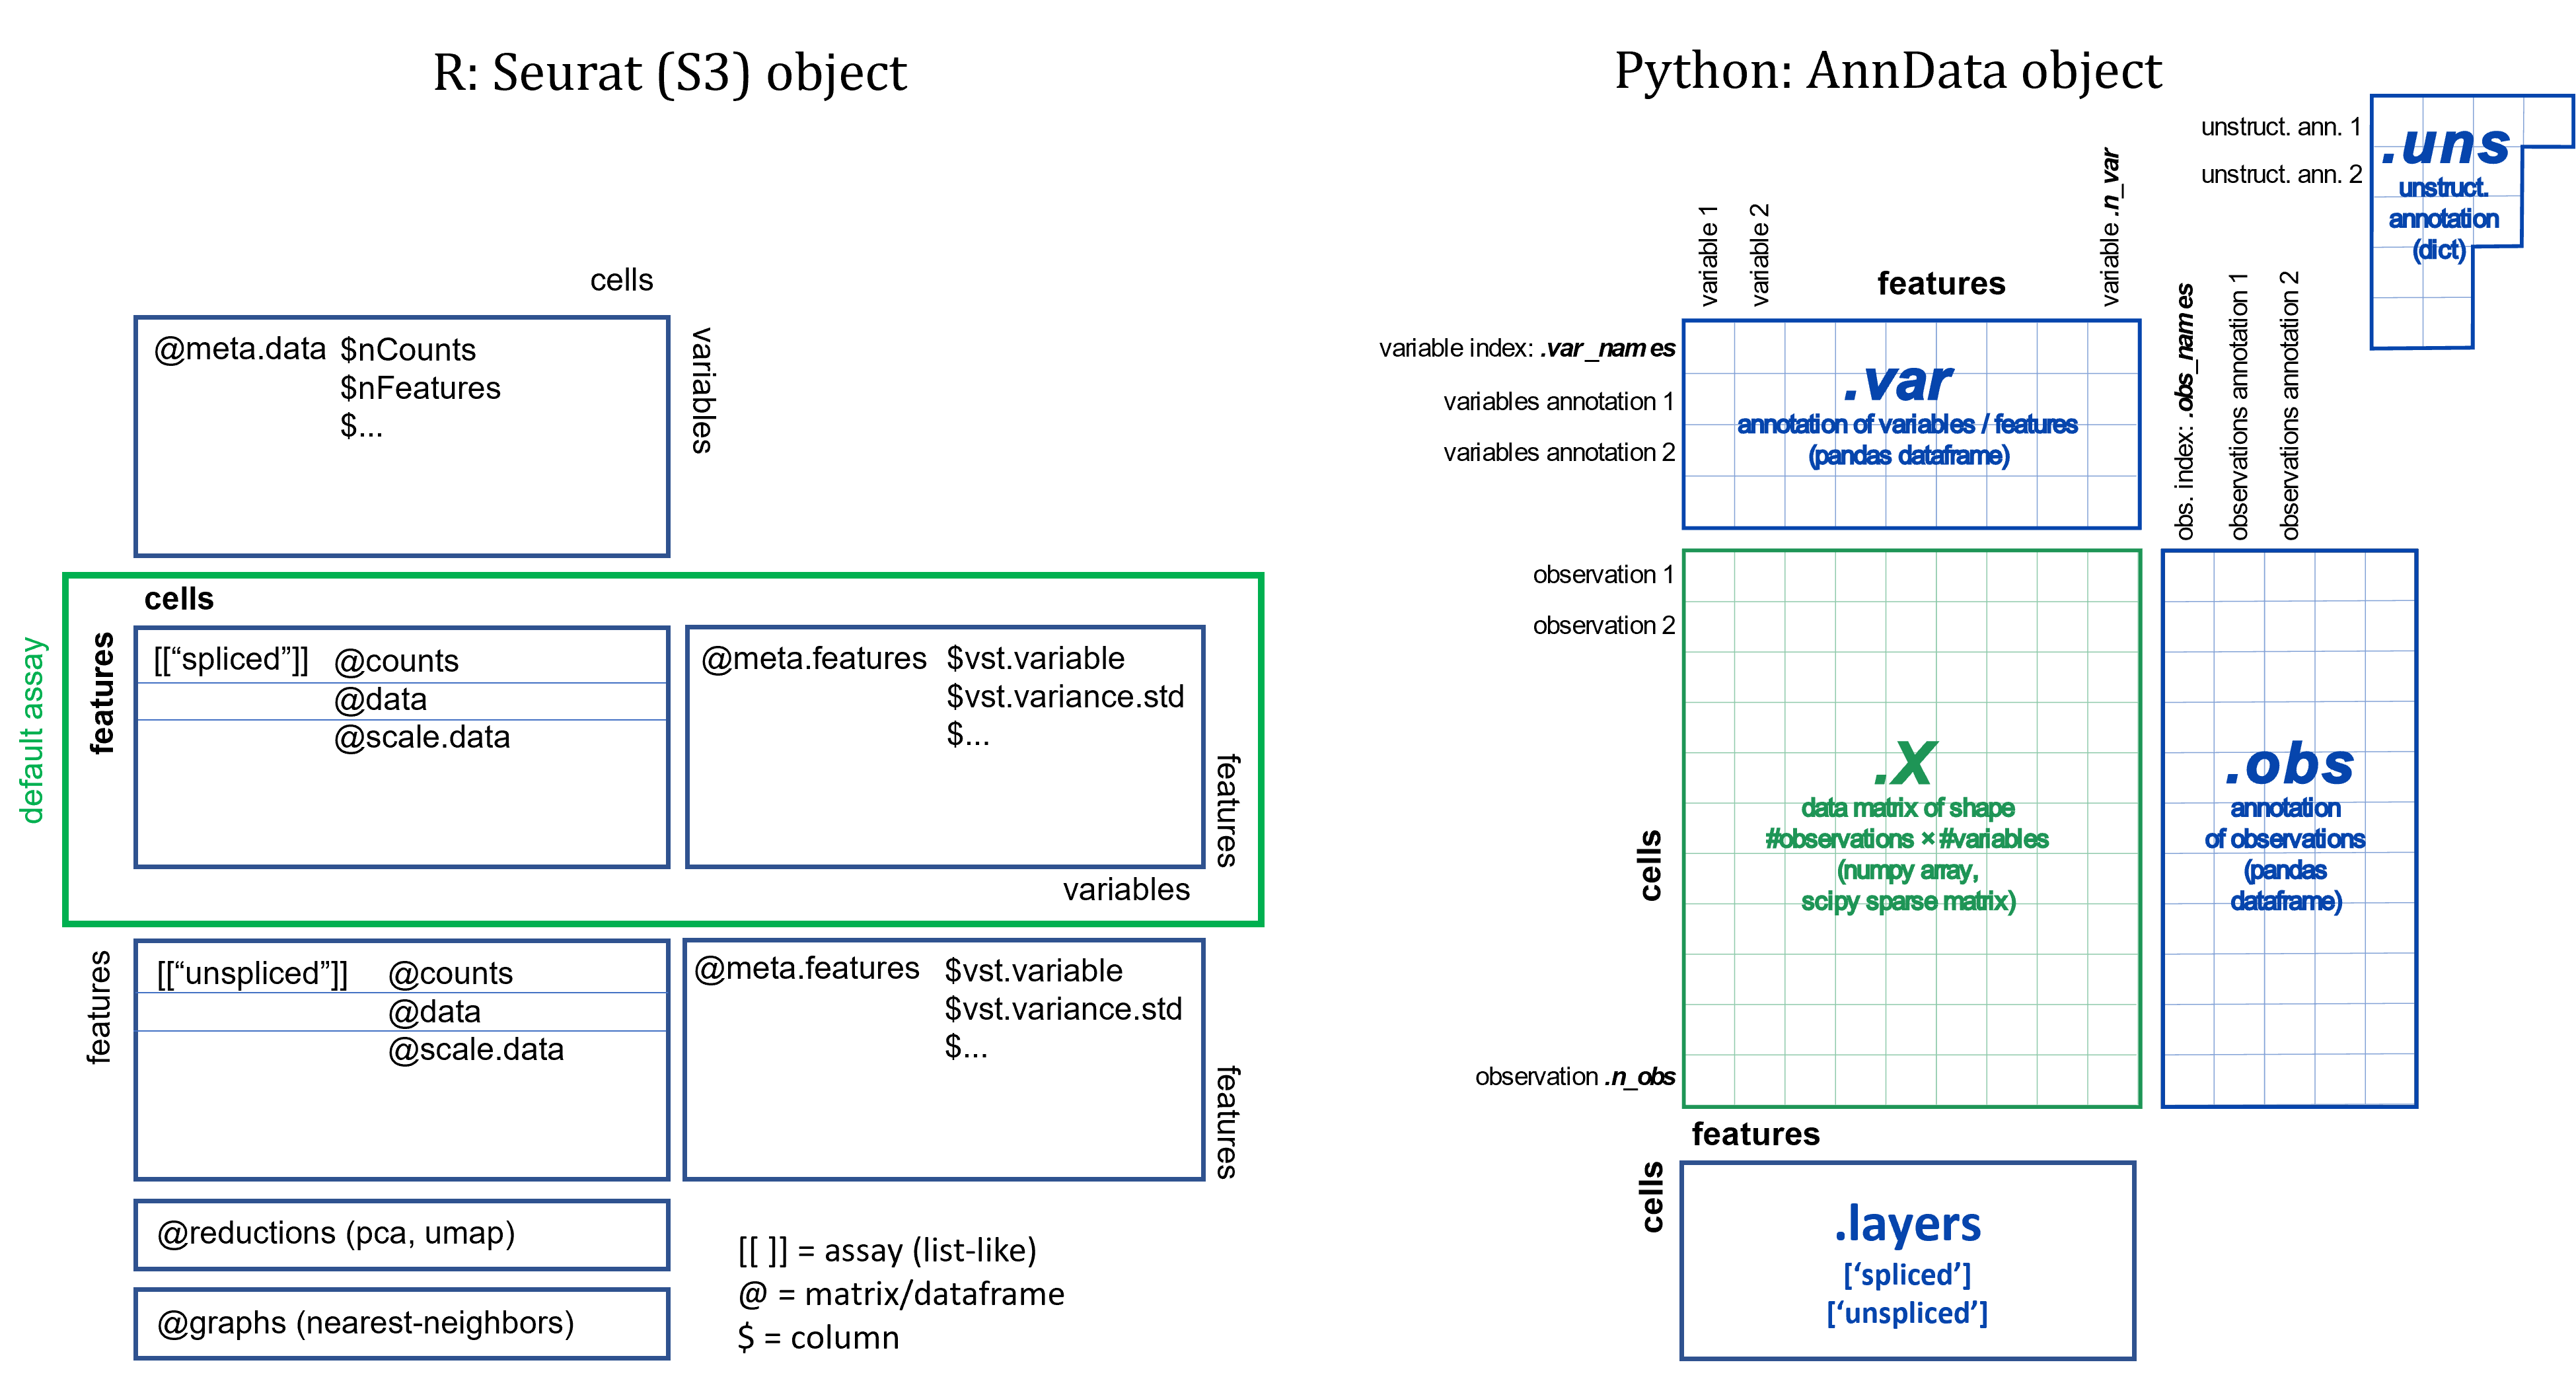 R: Seurat (S3) object
cells
@meta.data $nCounts
$nFeatures
$...
variables
default assay
cells
features
[[“spliced”]] @counts
@data
@scale.data
@meta.features $vst.variable
$vst.variance.std
$...
features
variables
features
[[“unspliced”]] @counts
@data
@scale.data
@meta.features $vst.variable
$vst.variance.std
$...
features
@reductions (pca, umap)
@graphs (nearest-neighbors)
[[ ]] = assay (list-like)
@ = matrix/dataframe
$ = column
Python: AnnData object
unstruct. ann. 1
unstruct. ann. 2
.uns
unstruct.
annotation
(dict)
variable 1
variable 2
variable .n_var
features
variable index: .var_names
variables annotation 1
variables annotation 2
.var
annotation of variables / features
(pandas dataframe)
obs. index: .obs_names
observations annotation 1
observations annotation 2
observation 1
observation 2
observation .n_obs
cells
.X
data matrix of shape
#observations × #variables
(numpy array,
scipy sparse matrix)
.obs
annotation
of observations
(pandas
dataframe)
features
cells
.layers
[‘spliced’]
[‘unspliced’]